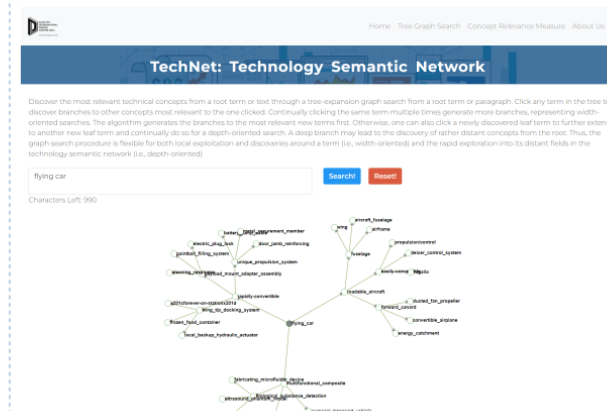 Home Tree Graph Search Concept Relevance Measure About Us
TechNet: Technology Semantic Network
Discover the most relevant technical concepts from a root term or text through a tree-expansion graph search from a root term or paragraph. Click any term in the tree to
discover branches to other concepts most relevant to the one clicked. Continually clicking the same term multiple times generate more branches, representing width-
oriented searches. The algorithm generates the branches to the most relevant new terms first. Otherwise, one can also click a newly discovered leaf term to further exten
to another new leaf term and continually do so for a depth-oriented search. A deep branch may lead to the discovery of rather distant concepts from the root. Thus, the
graph search procedure is flexible for both local exploitation and discoveries around a term (i.e., width-oriented) and the rapid exploration into its distant fields in the
technology semantic network (i.e., depth-oriented)
flying car
Search!
Reset!
Characters Left: 990
aircraft_fuselage
wing
airframe
propulsioncontrol
deicer_control_system
fuselage
roadable_aircraft
ducted_fan_propeller
forward_canard
convertible_airplane
energy_catchment
electric_plug_lock
door_jamb_reinforcing
pointball_filling_system
unique_propulsion_system
payload_mount_adapter_assembly
rapidly-convertible
wing_tip_docking_system
frozen_food_container
local_backup_hydraulic_actuator
flying_car
fabricating_microfluidic_device
multifunctional_composite
biological_substance_detection
ultrasound_phantom_model